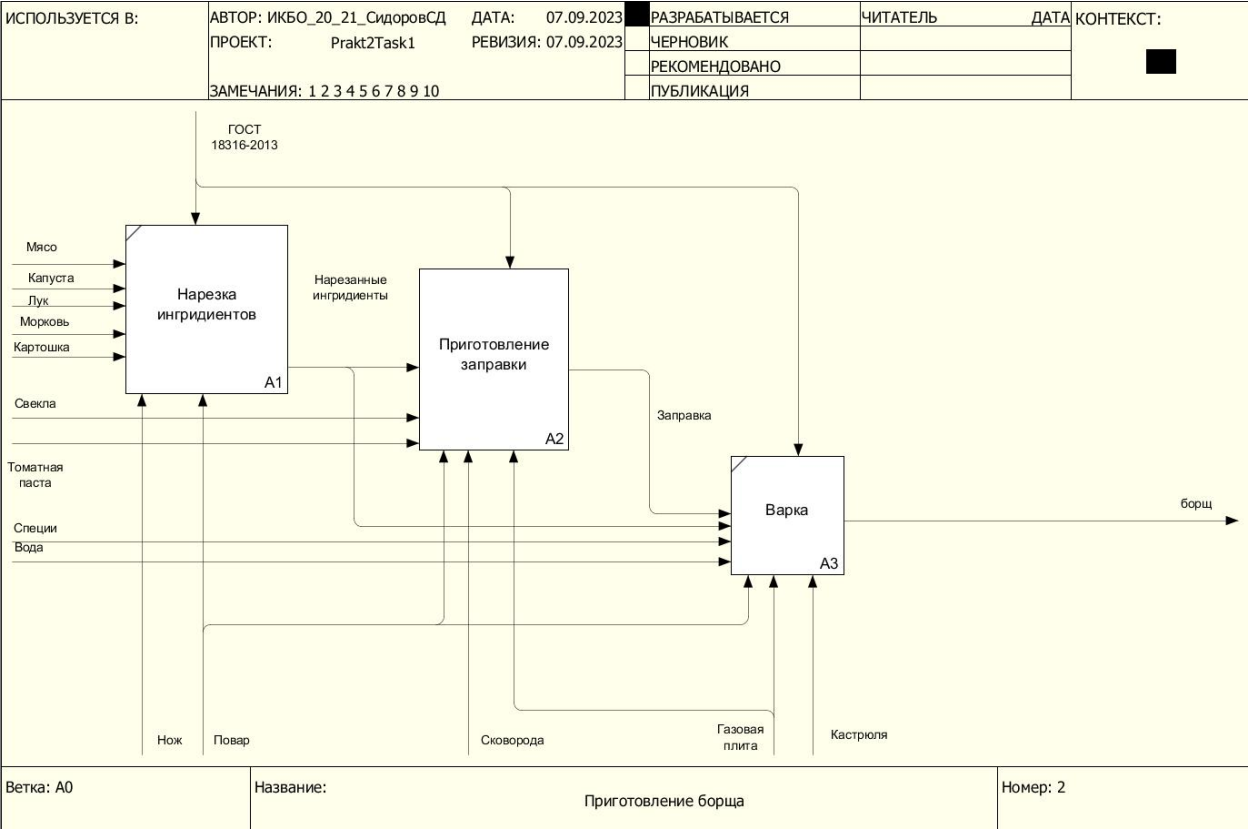 ИСПОЛЬЗУЕТСЯ В:
АВТОР: ИКБО_20_21_СидоровСД
ДАТА: 07.09.2023
РАЗРАБАТЫВАЕТСЯ
ЧИТАТЕЛЬ
ДАТА
КОНТЕКСТ:
ПРОЕКТ: Prakt2Task1
РЕВИЗИЯ: 07.09.2023
ЧЕРНОВИК
РЕКОМЕНДОВАНО
ЗАМЕЧАНИЯ: 1 2 3 4 5 6 7 8 9 10
ПУБЛИКАЦИЯ
ГОСТ
18316-2013
Мясо
Капуста
Лук
Морковь
Картошка
Нарезка
ингридиентов
A1
Нарезанные
ингридиенты
Приготовление
заправки
A2
Свекла
Томатная
паста
Заправка
Специи
Вода
Варка
A3
борщ
Нож
Повар
Сковорода
Газовая
плита
Кастрюля
Ветка: A0
Название:
Приготовление борща
Номер: 2